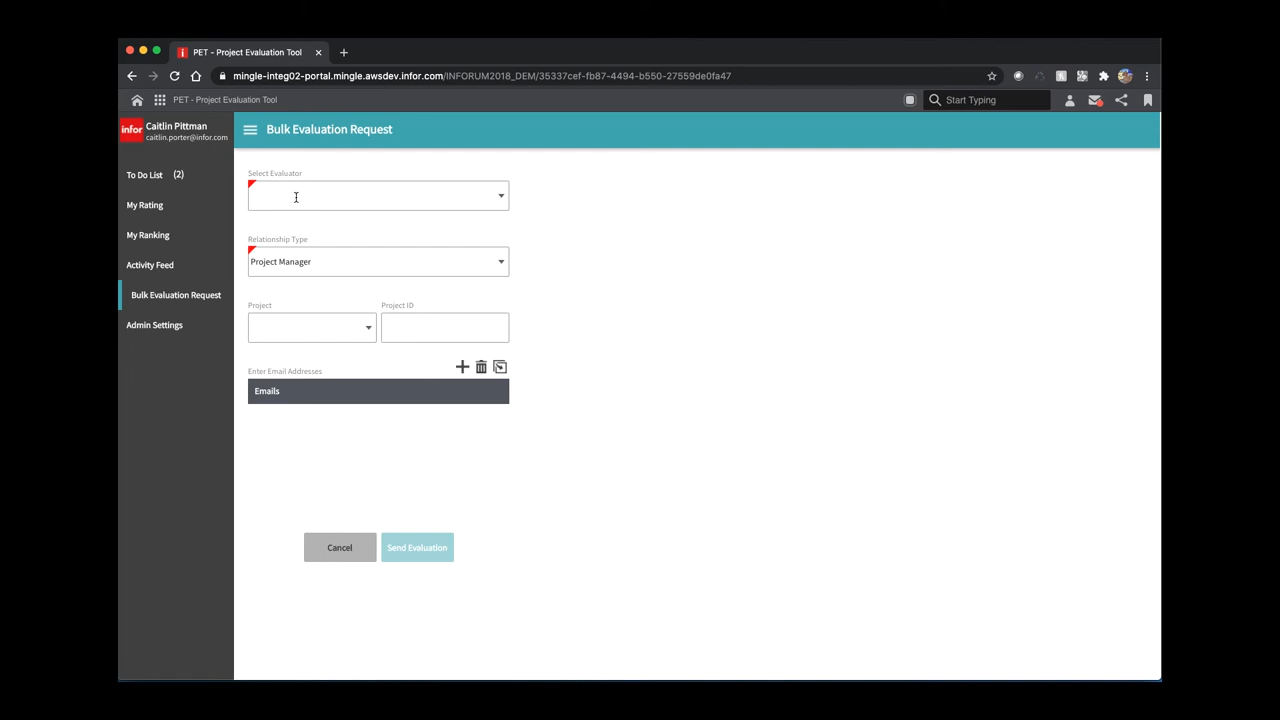 PET - Project Evaluation Tool
mingle-integ02-portal.mingle.awsdev.infor.com/INFORUM2018_DEM/35337cef-fb87-4494-b550-27559de0fa47
PET - Project Evaluation Tool
Start Typing
infor
Caitlin Pittman
caitlin.porter@infor.com
Bulk Evaluation Request
To Do List (2)
My Rating
My Ranking
Activity Feed
Bulk Evaluation Request
Admin Settings
Select Evaluator
Relationship Type
Project Manager
Project
Project ID
Enter Email Addresses
Emails
Cancel
Send Evaluation